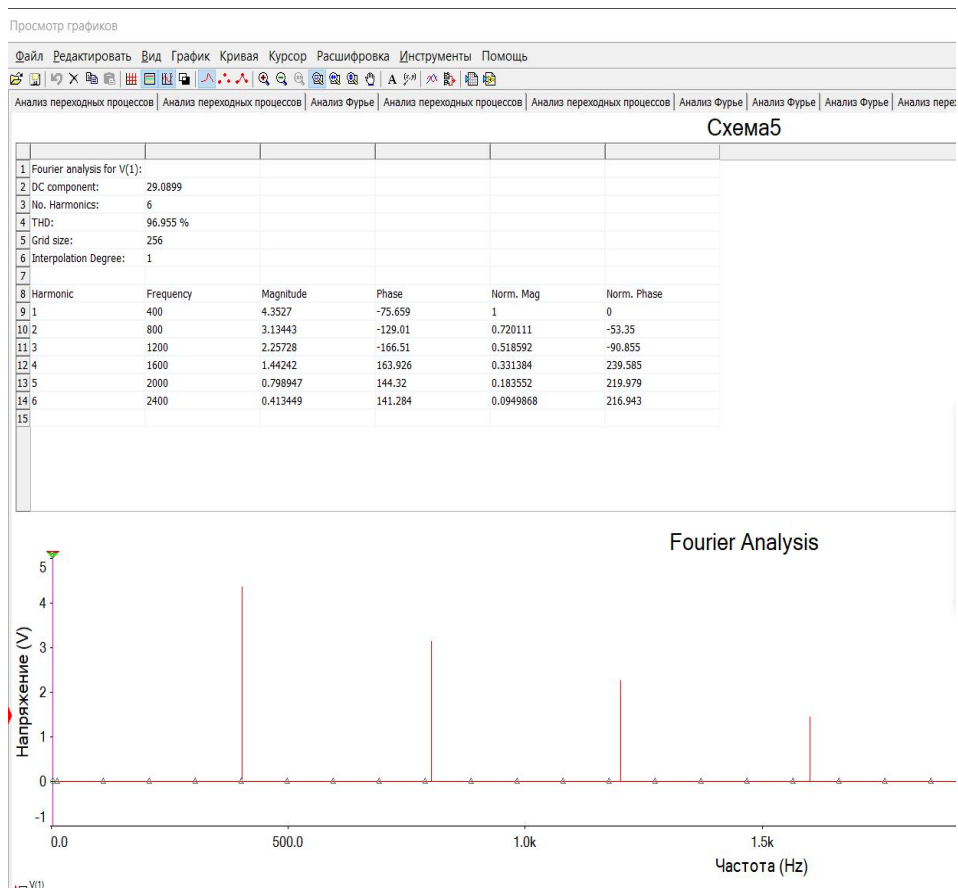 Просмотр графиков
Файл Редактировать Вид График Кривая Курсор Расшифровка Инструменты Помощь
Анализ переходных процессов Анализ переходных процессов Анализ Фурье Анализ переходных процессов Анализ переходных процессов Анализ Фурье Анализ Фурье Анализ Фурье Анализ пере
Схема5
1 Fourier analysis for V(1):
2 DC component: 29.0899
3 No. Harmonics: 6
4 THD: 96.955 %
5 Grid size: 256
6 Interpolation Degree: 1
7
8 Harmonic Frequency Magnitude Phase Norm. Mag Norm. Phase
9 1 400 4.3527 -75.659 1 0
10 2 800 3.13443 -129.01 0.720111 -53.35
11 3 1200 2.25728 -166.51 0.518592 -90.855
12 4 1600 1.44242 163.926 0.331384 239.585
13 5 2000 0.798947 144.32 0.183552 219.979
14 6 2400 0.413449 141.284 0.0949868 216.943
15
Fourier Analysis
Напряжение (V)
5
4
3
2
1
0
-1
0.0 500.0 1.0k 1.5k
Частота (Hz)
V(1)